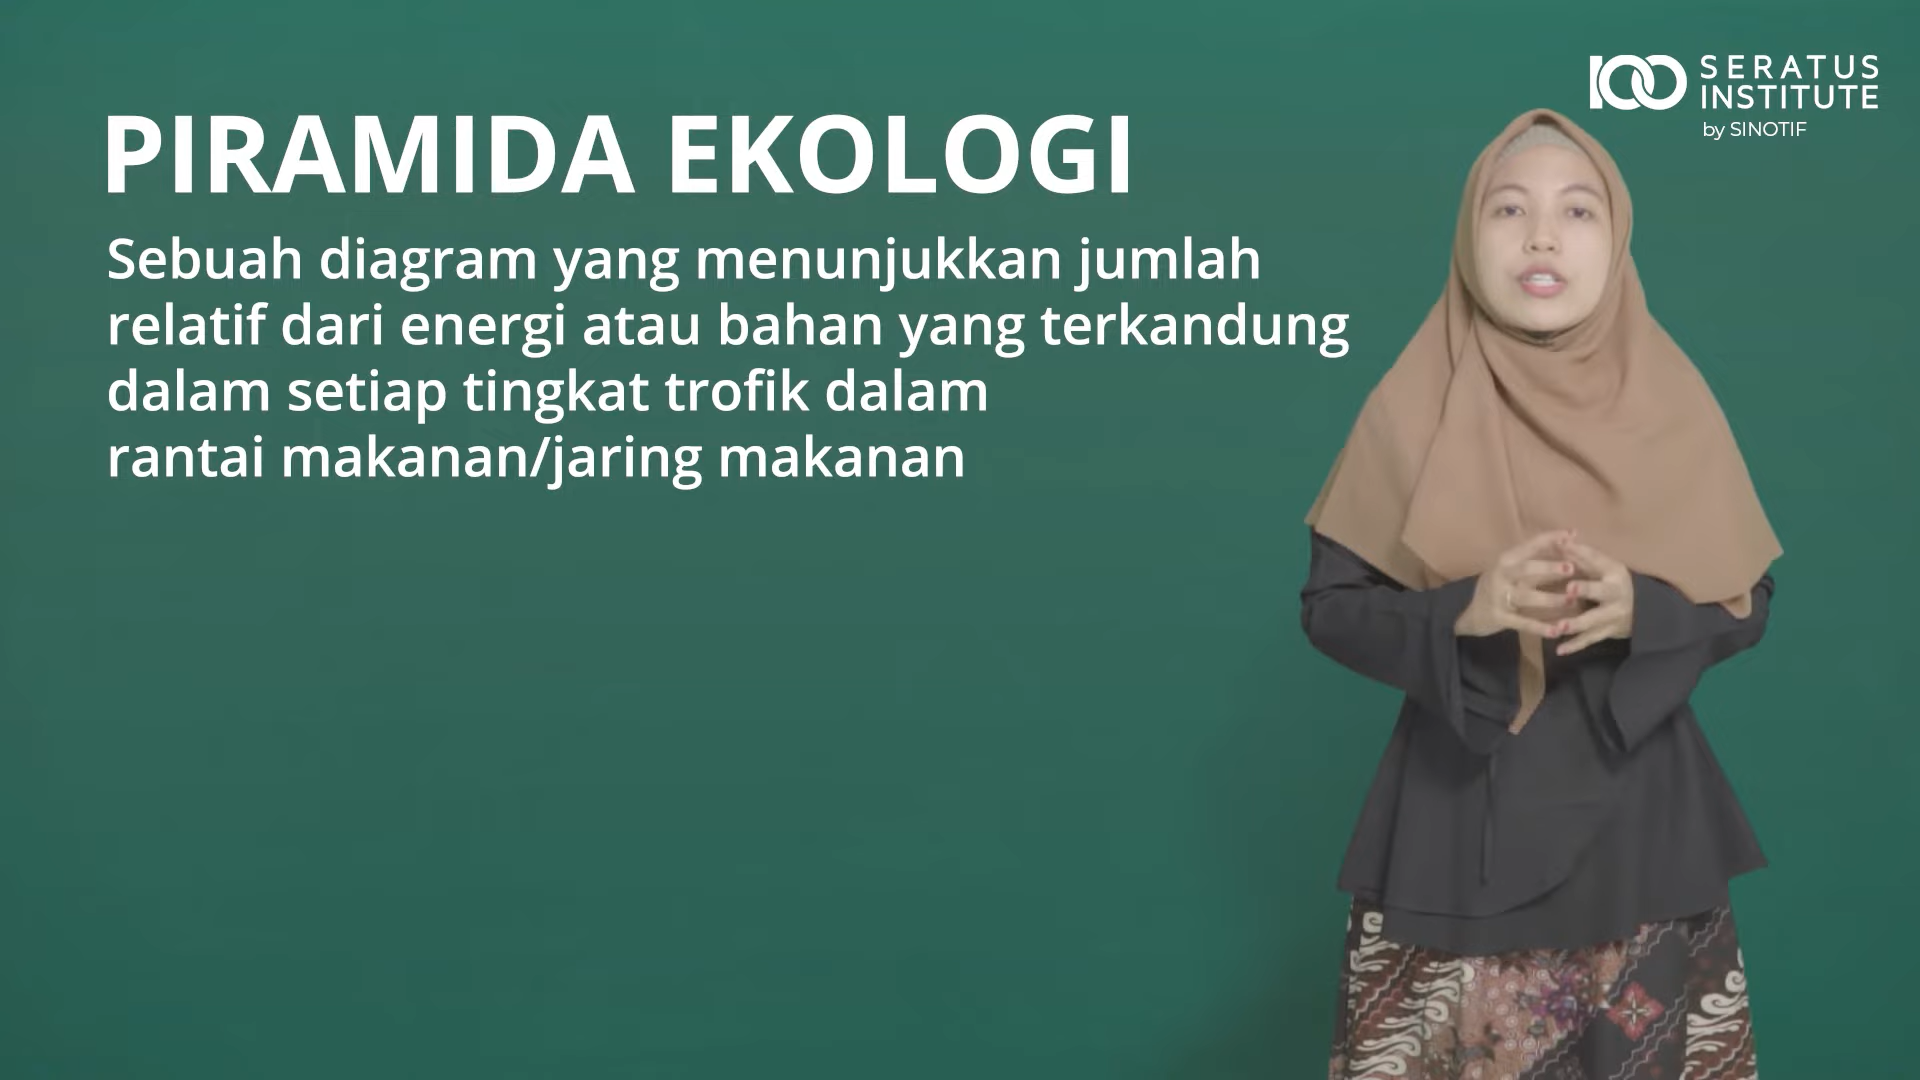 100 SERATUS
INSTITUTE
by SINOTIF
PIRAMIDA EKOLOGI
Sebuah diagram yang menunjukkan jumlah
relatif dari energi atau bahan yang terkandung
dalam setiap tingkat trofik dalam
rantai makanan/jaring makanan